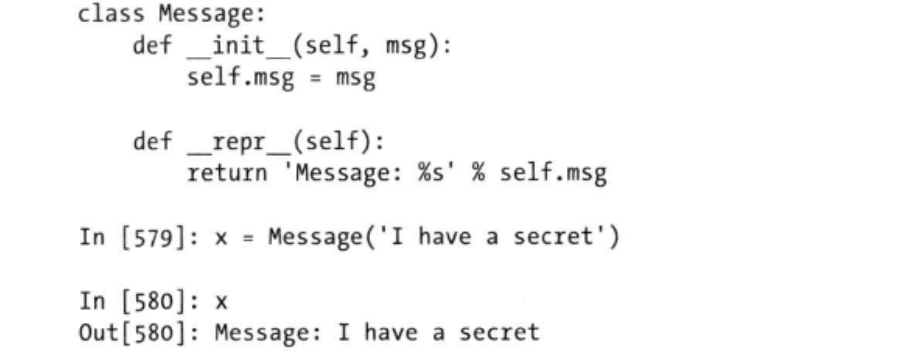 class Message:
    def __init__(self, msg):
        self.msg = msg

    def __repr__(self):
        return 'Message: %s' % self.msg

In [579]: x = Message('I have a secret')

In [580]: x
Out[580]: Message: I have a secret